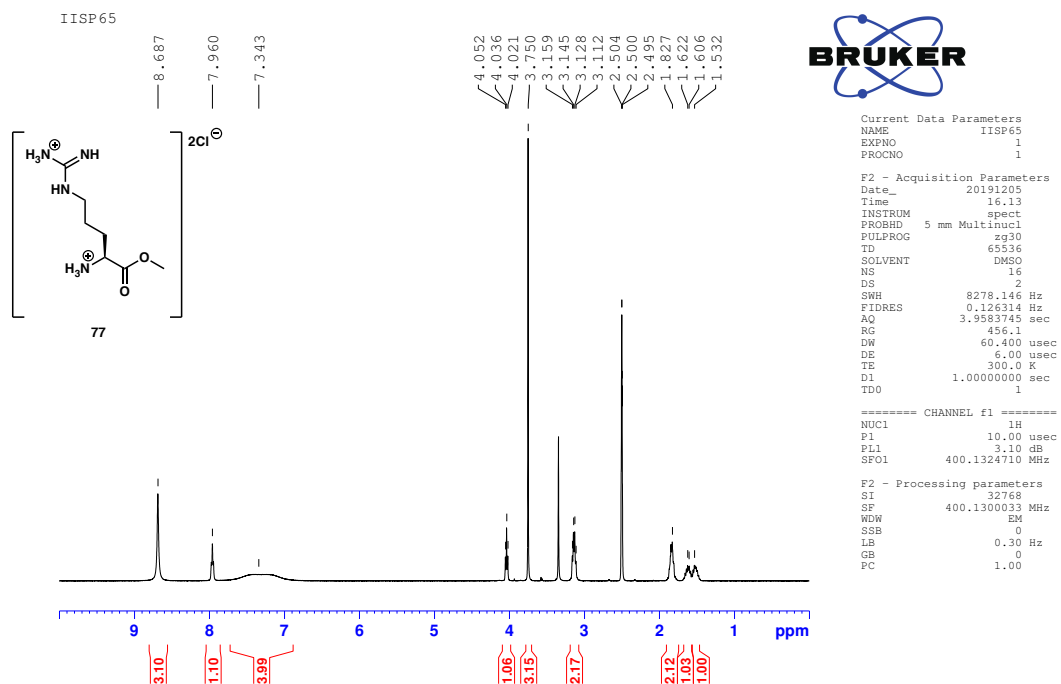 IISP65
8.687
7.960
7.343
4.052
4.036
4.021
3.750
3.159
3.145
3.128
3.112
2.504
2.500
2.495
1.827
1.622
1.606
1.532
BRUKER
2Cl⊖
⊕
H3N NH
HN
⊕
H3N O
O
77
Current Data Parameters
NAME IISP65
EXPNO 1
PROCNO 1
F2 - Acquisition Parameters
Date_ 20191205
Time 16.13
INSTRUM spect
PROBHD 5 mm Multinucl
PULPROG zg30
TD 65536
SOLVENT DMSO
NS 16
DS 2
SWH 8278.146 Hz
FIDRES 0.126314 Hz
AQ 3.9583745 sec
RG 456.1
DW 60.400 usec
DE 6.00 usec
TE 300.0 K
D1 1.00000000 sec
TD0 1
======== CHANNEL f1 ========
NUC1 1H
P1 10.00 usec
PL1 3.10 dB
SFO1 400.1324710 MHz
F2 - Processing parameters
SI 32768
SF 400.1300033 MHz
WDW EM
SSB 0
LB 0.30 Hz
GB 0
PC 1.00
9 8 7 6 5 4 3 2 1 ppm
3.10
1.10
3.99
1.06
3.15
2.17
2.12
1.03
1.00